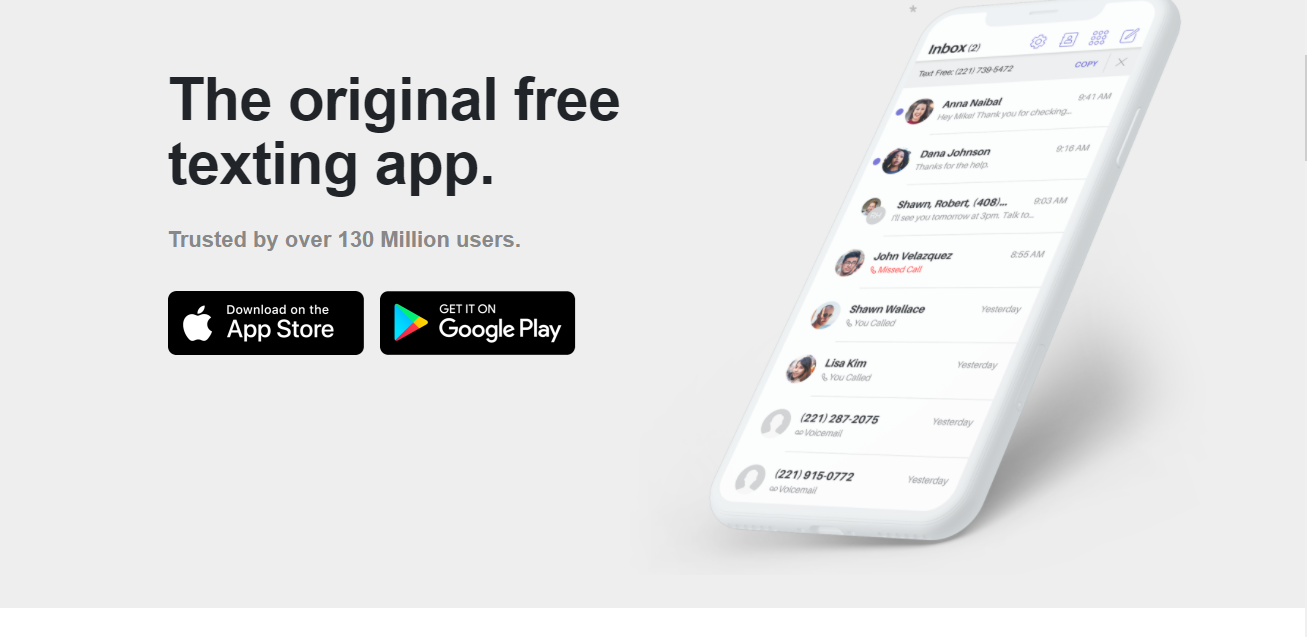 The original free
texting app.
Trusted by over 130 Million users.
Download on the
App Store
GET IT ON
Google Play
Inbox (2)
Text Free: (221) 739-5472
COPY
Anna Naibal
9:41 AM
Hey Mike! Thank you for checking...
Dana Johnson
9:16 AM
Thanks for the help.
Shawn, Robert, (408)...
9:03 AM
I'll see you tomorrow at 3pm. Talk to...
John Velazquez
8:55 AM
Missed Call
Shawn Wallace
Yesterday
You Called
Lisa Kim
Yesterday
You Called
(221) 287-2075
Yesterday
Voicemail
(221) 915-0772
Yesterday
Voicemail